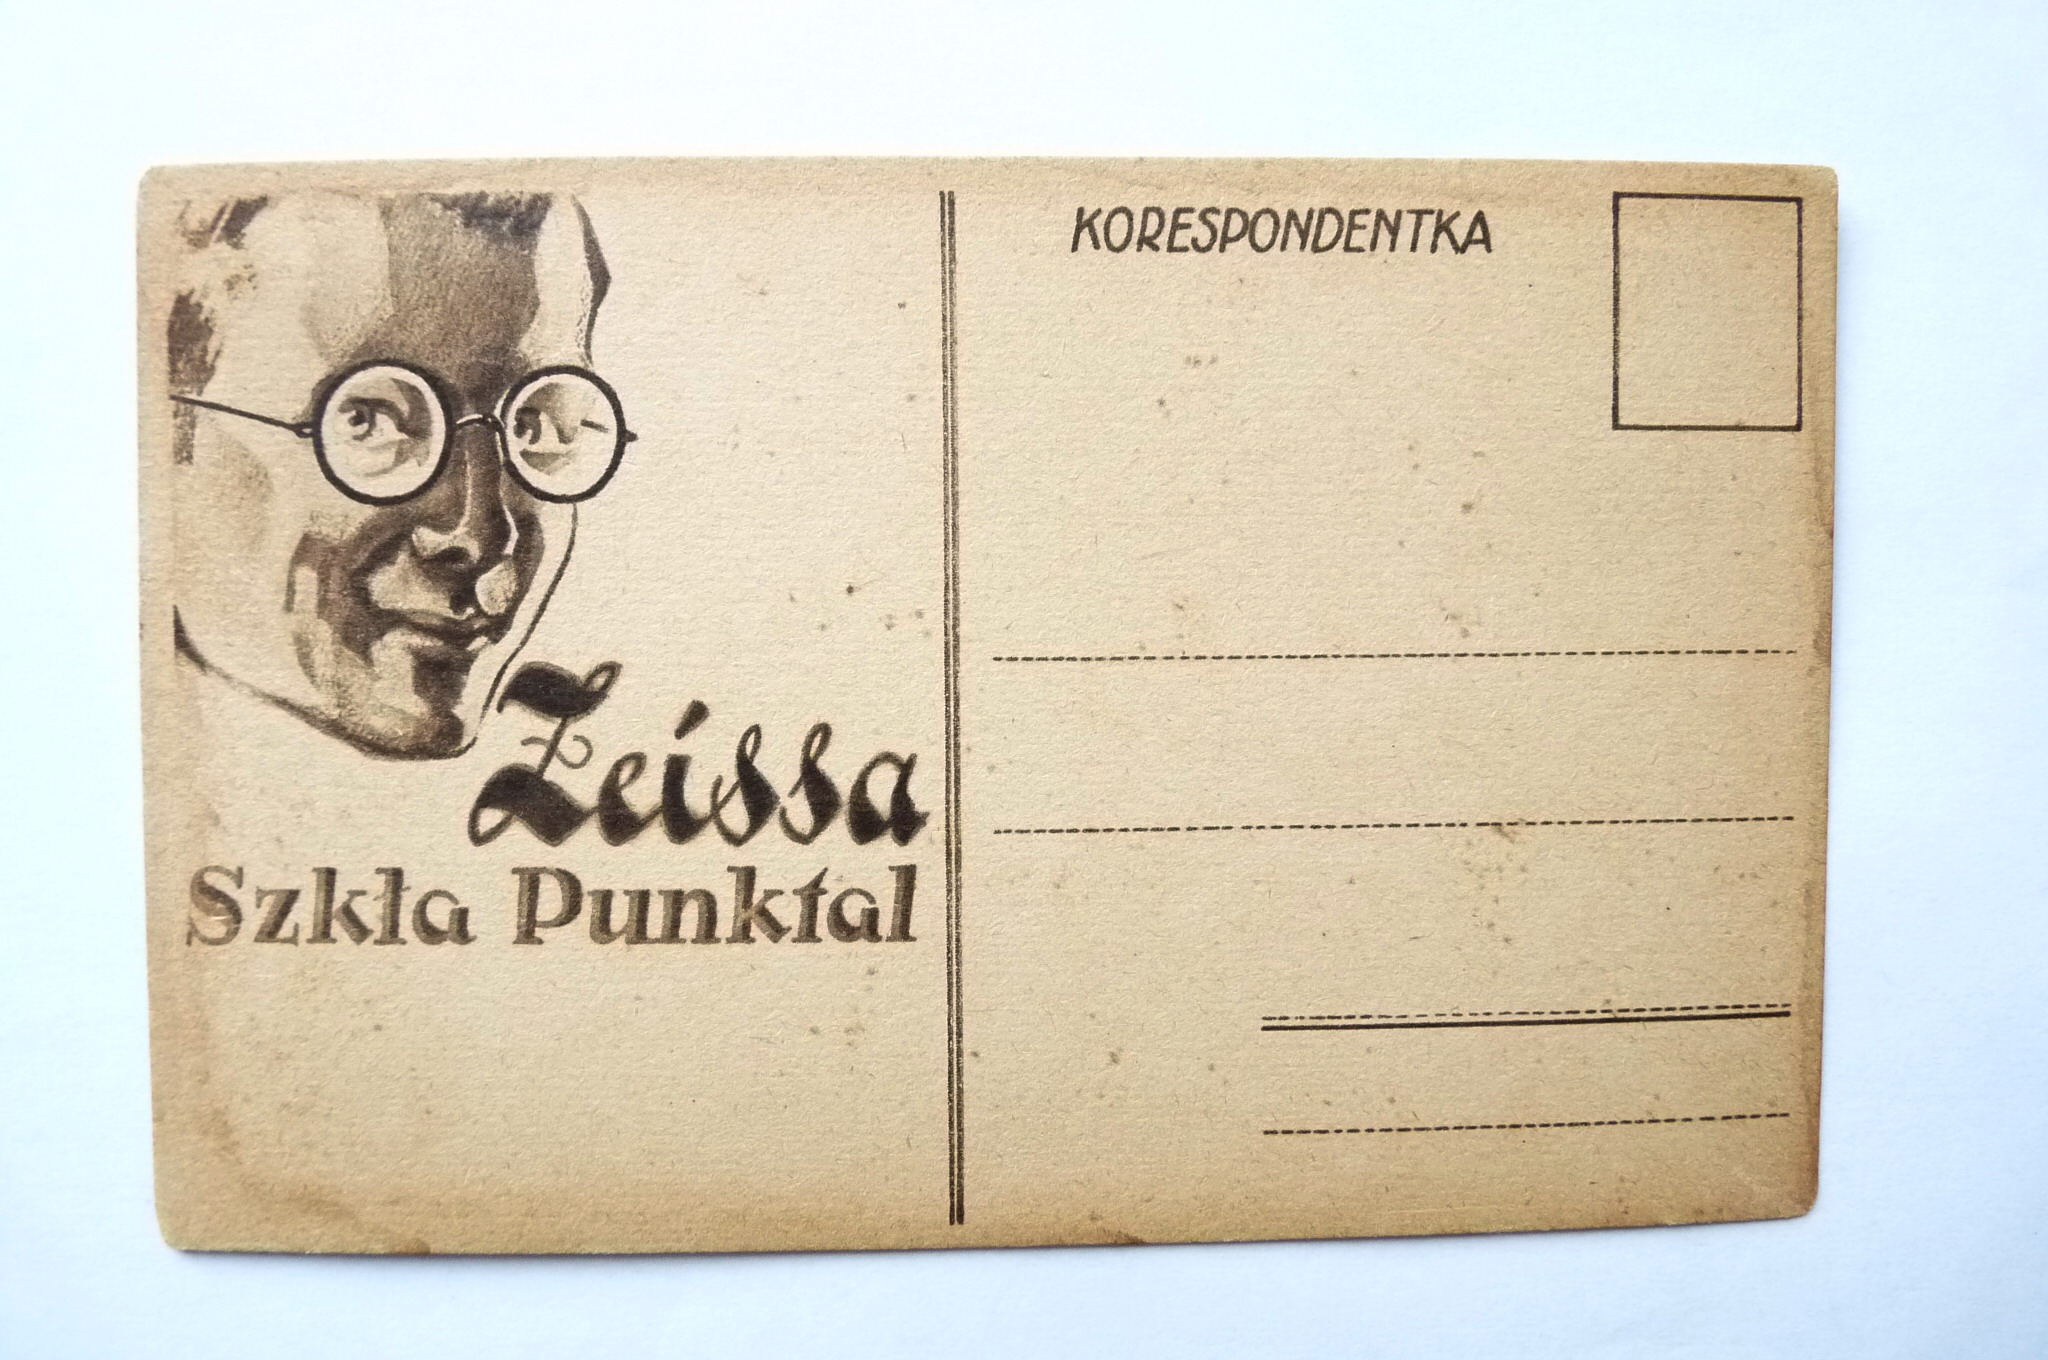 Zeissa
Szkła Punktal
KORESPONDENTKA